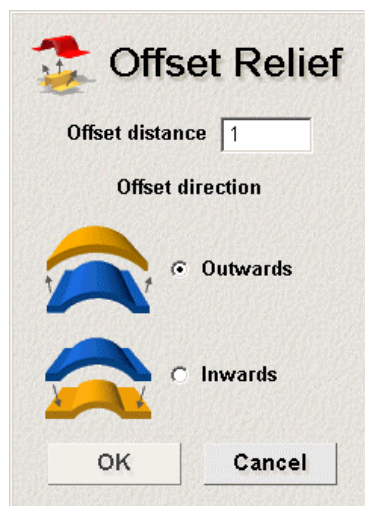 Offset Relief
Offset distance 1
Offset direction
Outwards
Inwards
OK Cancel